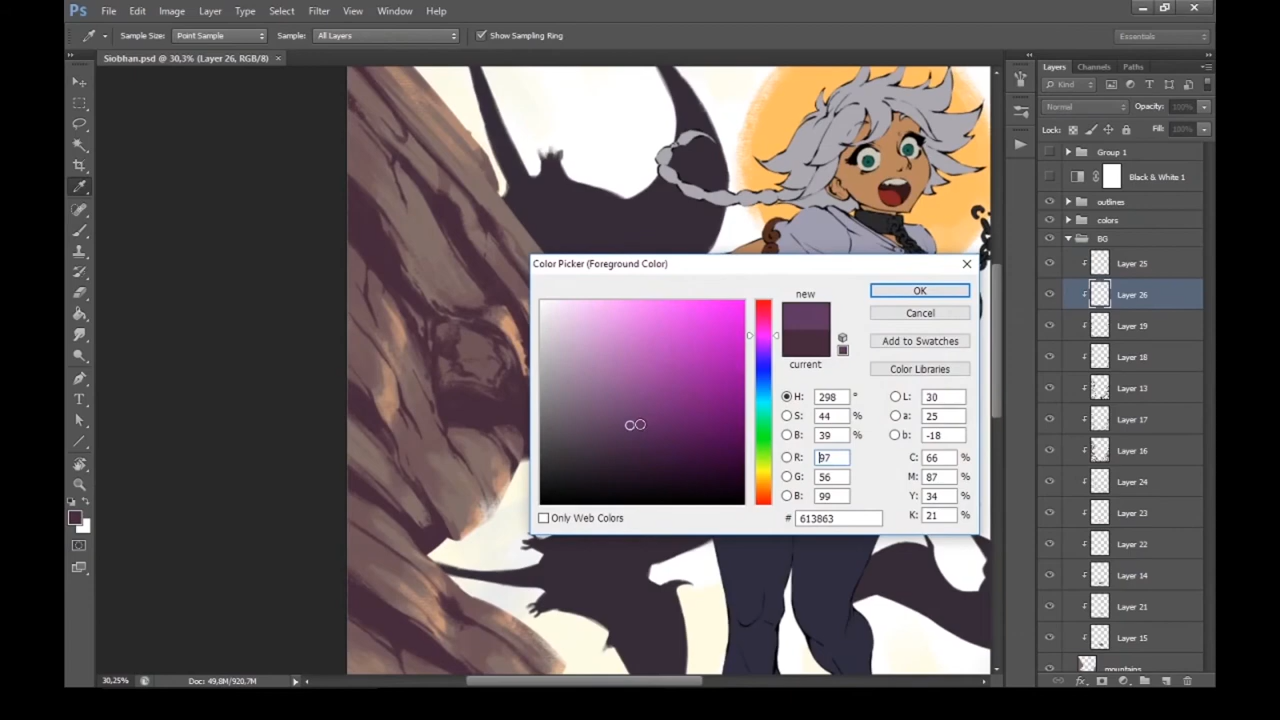 Ps File Edit Image Layer Type Select Filter View Window Help
Sample Size: Point Sample Sample: All Layers Show Sampling Ring Essentials
Siobhan.psd @ 30,3% (Layer 26, RGB/8) ×
Layers Channels Paths
Kind
Normal Opacity: 100%
Lock: Fill: 100%
Group 1
Black & White 1
outlines
colors
BG
Layer 25
Layer 26
Layer 19
Layer 18
Layer 13
Layer 17
Layer 16
Layer 24
Layer 23
Layer 22
Layer 14
Layer 21
Layer 15
mountains
Color Picker (Foreground Color)
new
current
OK
Cancel
Add to Swatches
Color Libraries
H: 298 ° L: 30
S: 44 % a: 25
B: 39 % b: -18
R: 97 C: 66 %
G: 56 M: 87 %
B: 99 Y: 34 %
# 613863 K: 21 %
Only Web Colors
30,25% Doc: 49,8M/920,7M